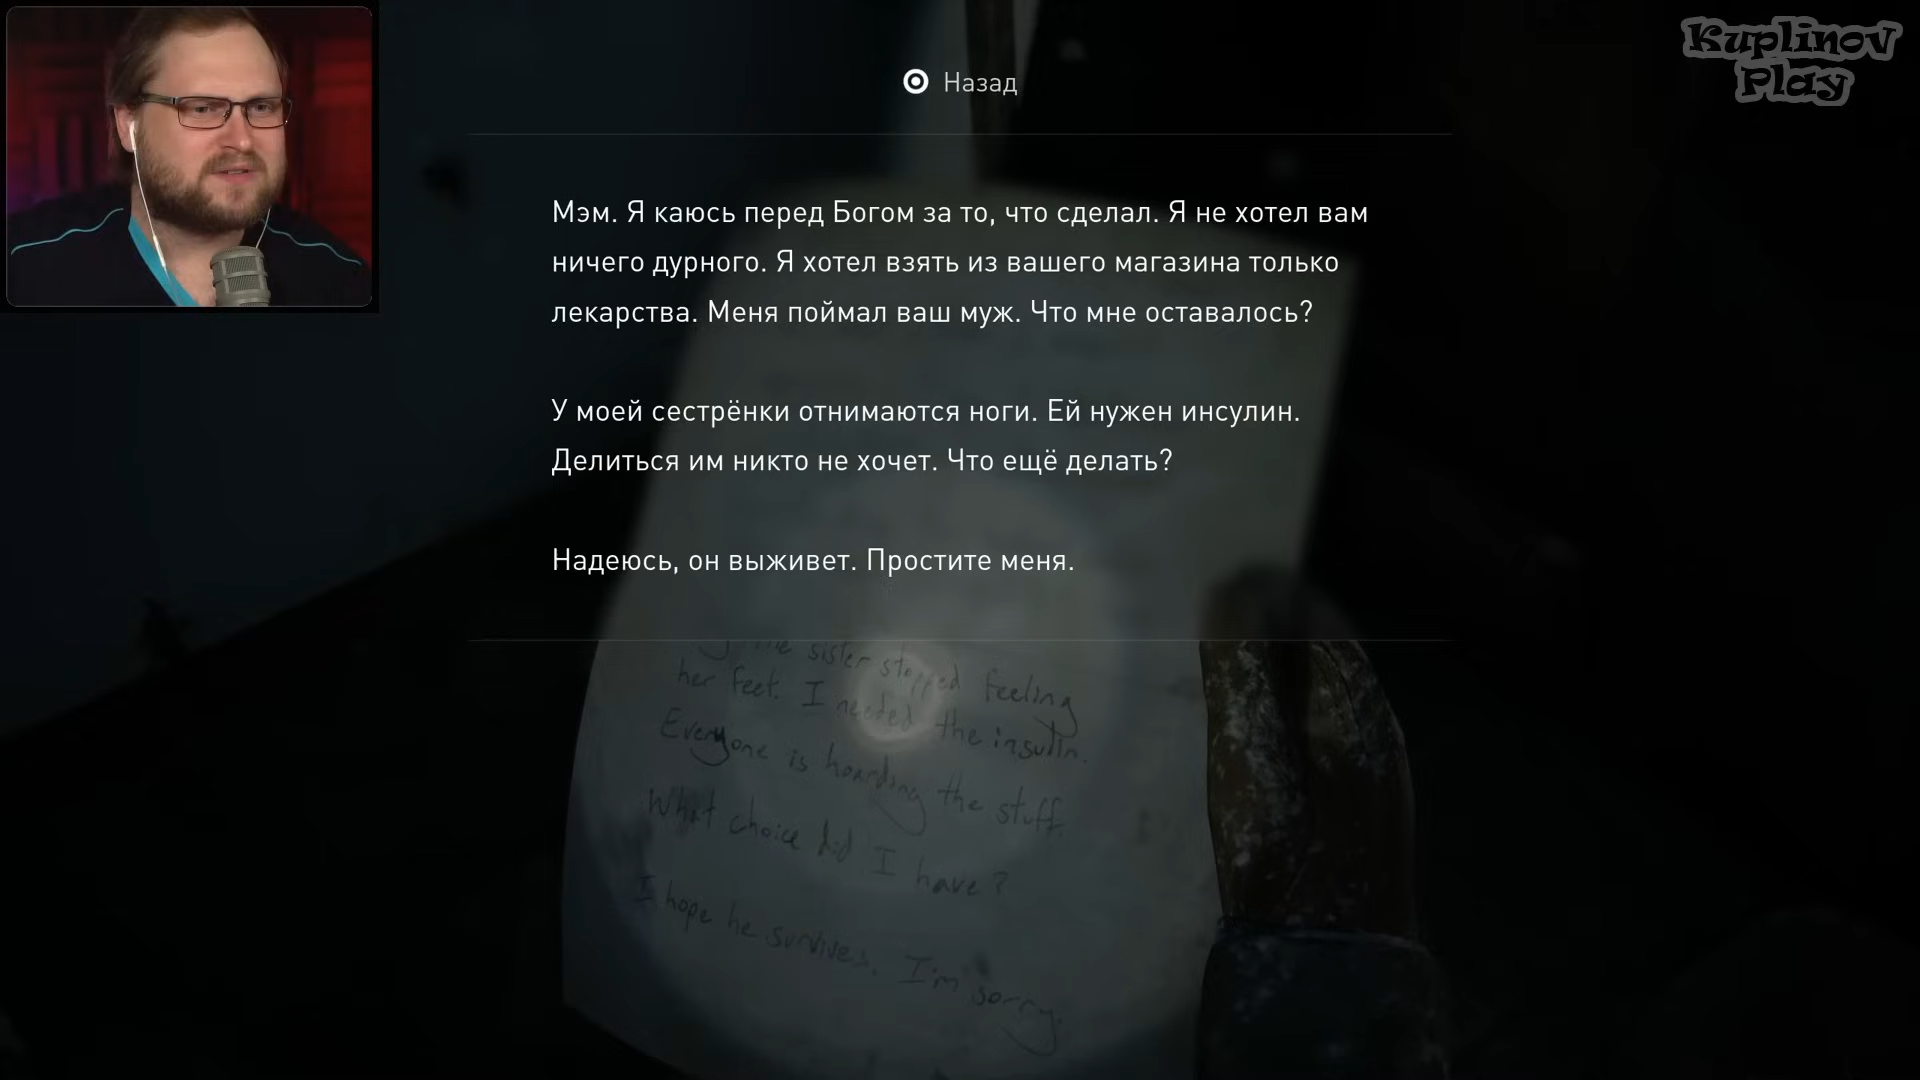 Kuplinov
Play
Назад
Мэм. Я каюсь перед Богом за то, что сделал. Я не хотел вам
ничего дурного. Я хотел взять из вашего магазина только
лекарства. Меня поймал ваш муж. Что мне оставалось?
У моей сестрёнки отнимаются ноги. Ей нужен инсулин.
Делиться им никто не хочет. Что ещё делать?
Надеюсь, он выживет. Простите меня.
sister stopped feeling
her feet. I needed the insulin.
Everyone is hoarding the stuff.
What choice did I have?
I hope he survives. I'm sorry.